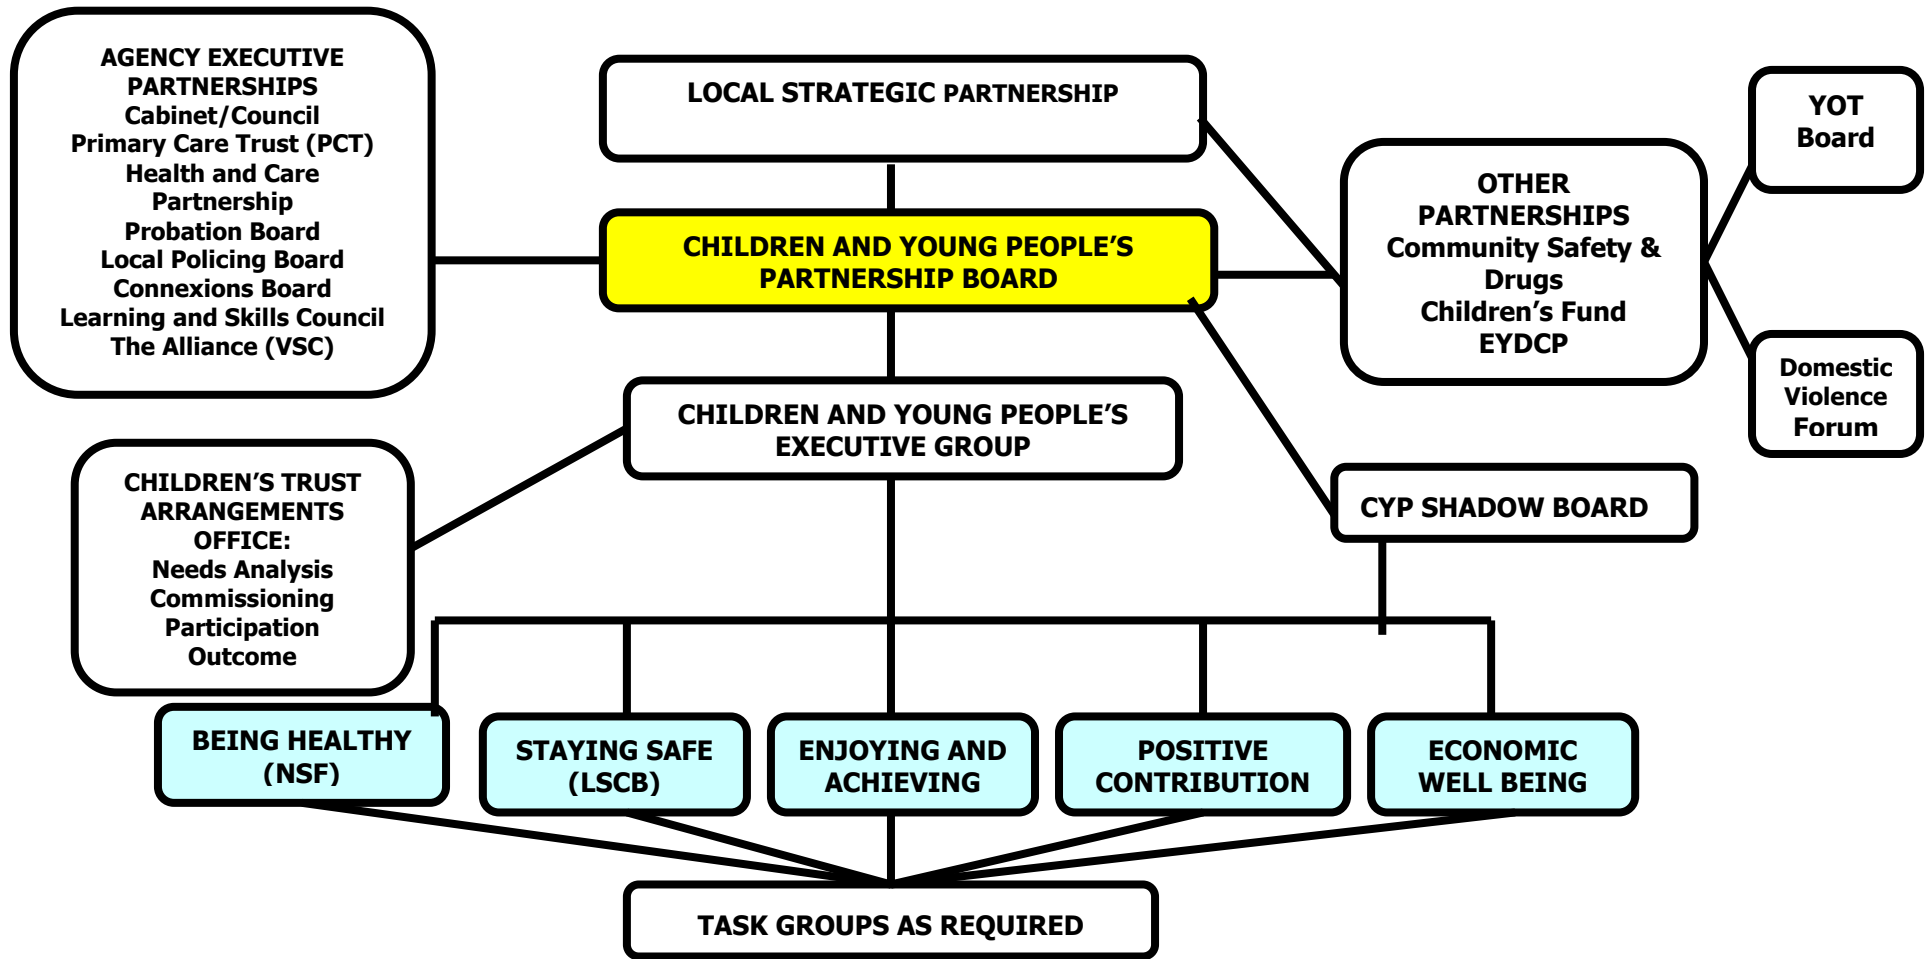 AGENCY EXECUTIVE
PARTNERSHIPS
Cabinet/Council
Primary Care Trust (PCT)
Health and Care
Partnership
Probation Board
Local Policing Board
Connexions Board
Learning and Skills Council
The Alliance (VSC)
LOCAL STRATEGIC PARTNERSHIP
CHILDREN AND YOUNG PEOPLE’S
PARTNERSHIP BOARD
OTHER
PARTNERSHIPS
Community Safety &
Drugs
Children’s Fund
EYDCP
YOT
Board
Domestic
Violence
Forum
CHILDREN AND YOUNG PEOPLE’S
EXECUTIVE GROUP
CHILDREN’S TRUST
ARRANGEMENTS
OFFICE:
Needs Analysis
Commissioning
Participation
Outcome
CYP SHADOW BOARD
BEING HEALTHY
(NSF)
STAYING SAFE
(LSCB)
ENJOYING AND
ACHIEVING
POSITIVE
CONTRIBUTION
ECONOMIC
WELL BEING
TASK GROUPS AS REQUIRED